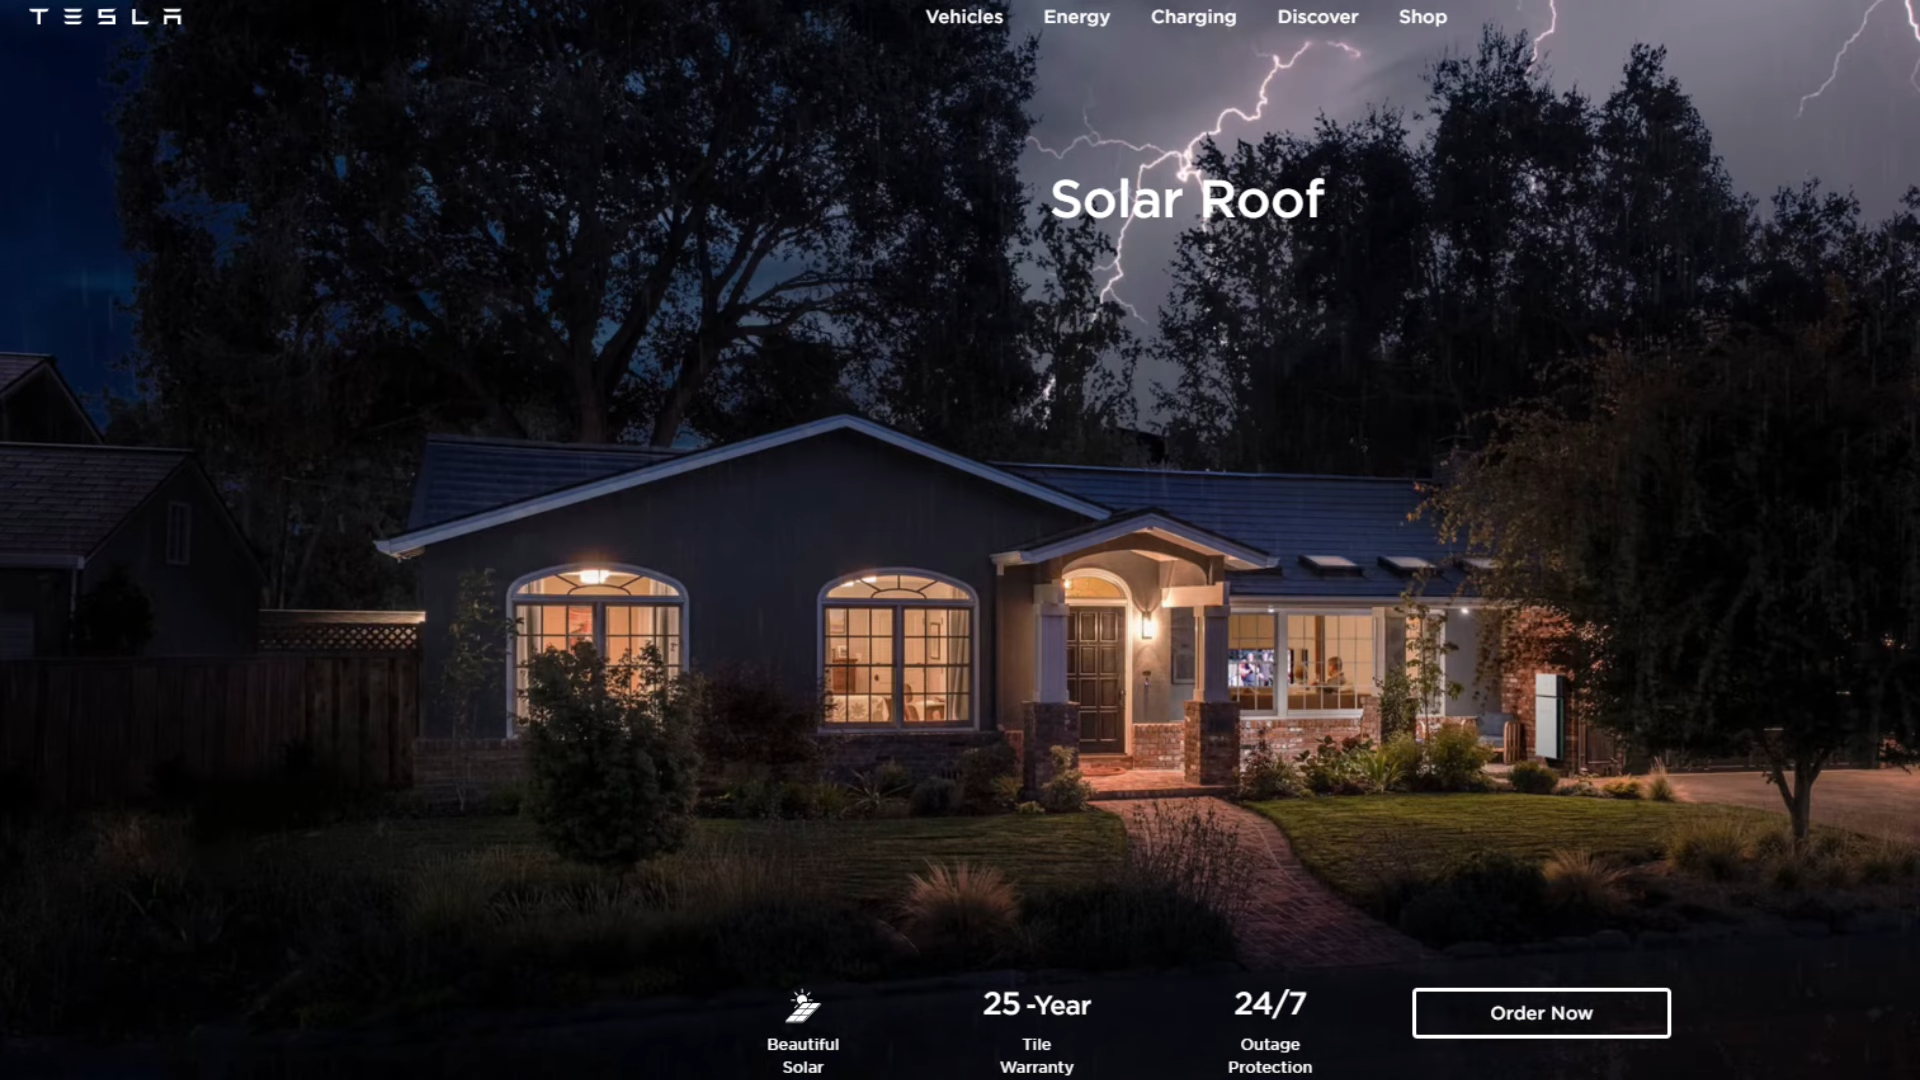 TESLA
Vehicles Energy Charging Discover Shop
Solar Roof
25-Year
24/7
Order Now
Beautiful
Solar
Tile
Warranty
Outage
Protection